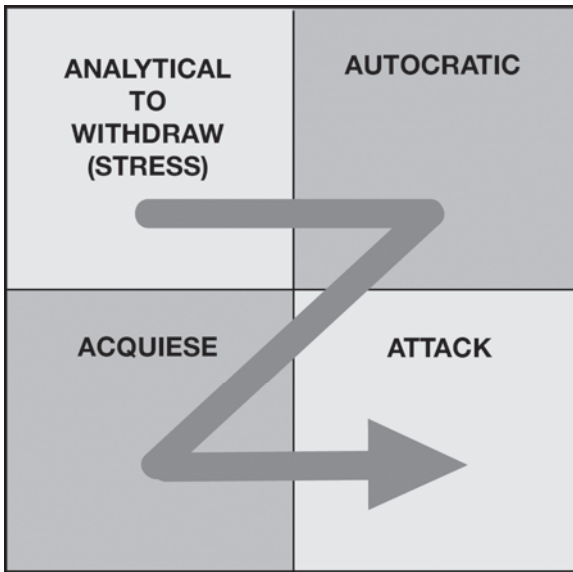 ANALYTICAL
TO
WITHDRAW
(STRESS)
AUTOCRATIC
ACQUIESE
ATTACK